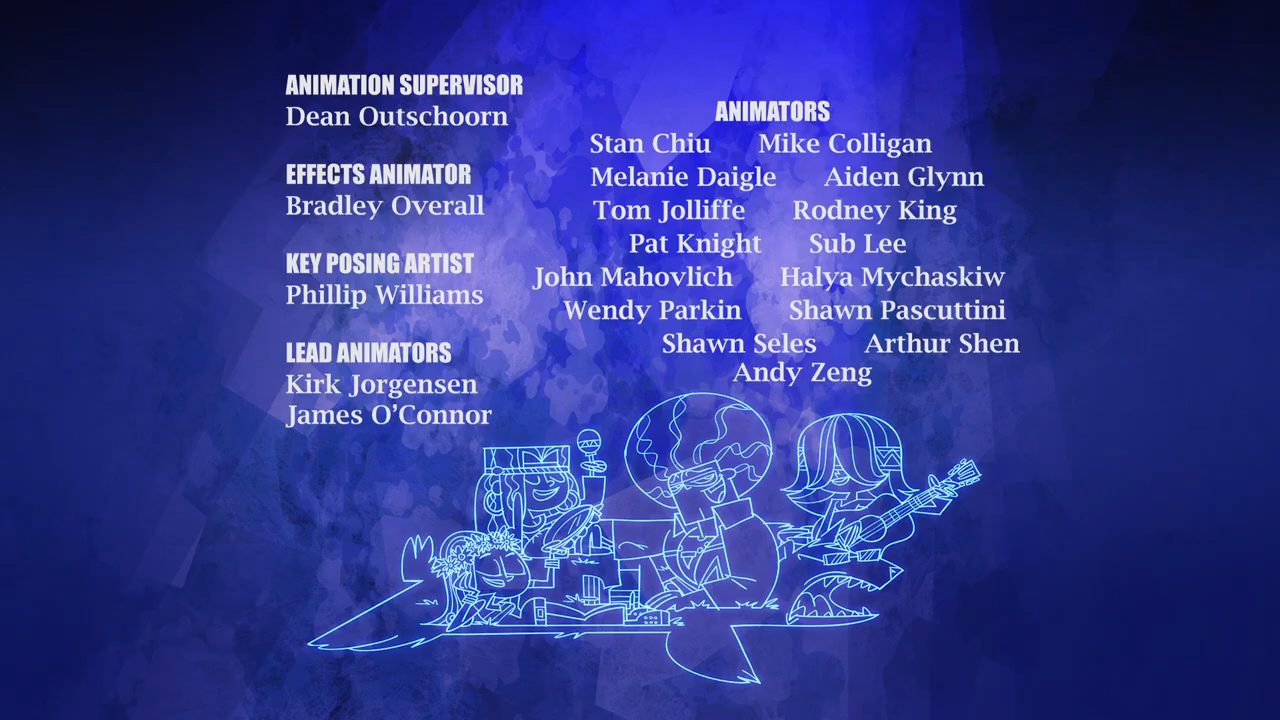 ANIMATION SUPERVISOR
Dean Outschoorn
EFFECTS ANIMATOR
Bradley Overall
KEY POSING ARTIST
Phillip Williams
LEAD ANIMATORS
Kirk Jorgensen
James O’Connor
ANIMATORS
Stan Chiu Mike Colligan
Melanie Daigle Aiden Glynn
Tom Jolliffe Rodney King
Pat Knight Sub Lee
John Mahovlich Halya Mychaskiw
Wendy Parkin Shawn Pascuttini
Shawn Seles Arthur Shen
Andy Zeng